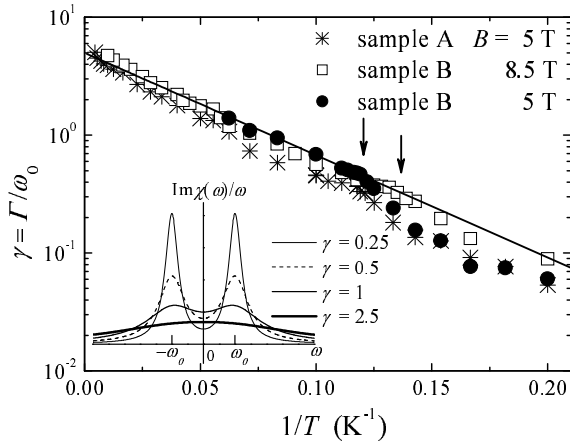 10¹
sample A B = 5 T
sample B 8.5 T
sample B 5 T
10⁰
γ = Γ/ω₀
Imχ(ω)/ω
γ = 0.25
γ = 0.5
γ = 1
γ = 2.5
10⁻¹
−ω₀ 0 ω₀ ω
10⁻²
0.00 0.05 0.10 0.15 0.20
1/T (K⁻¹)